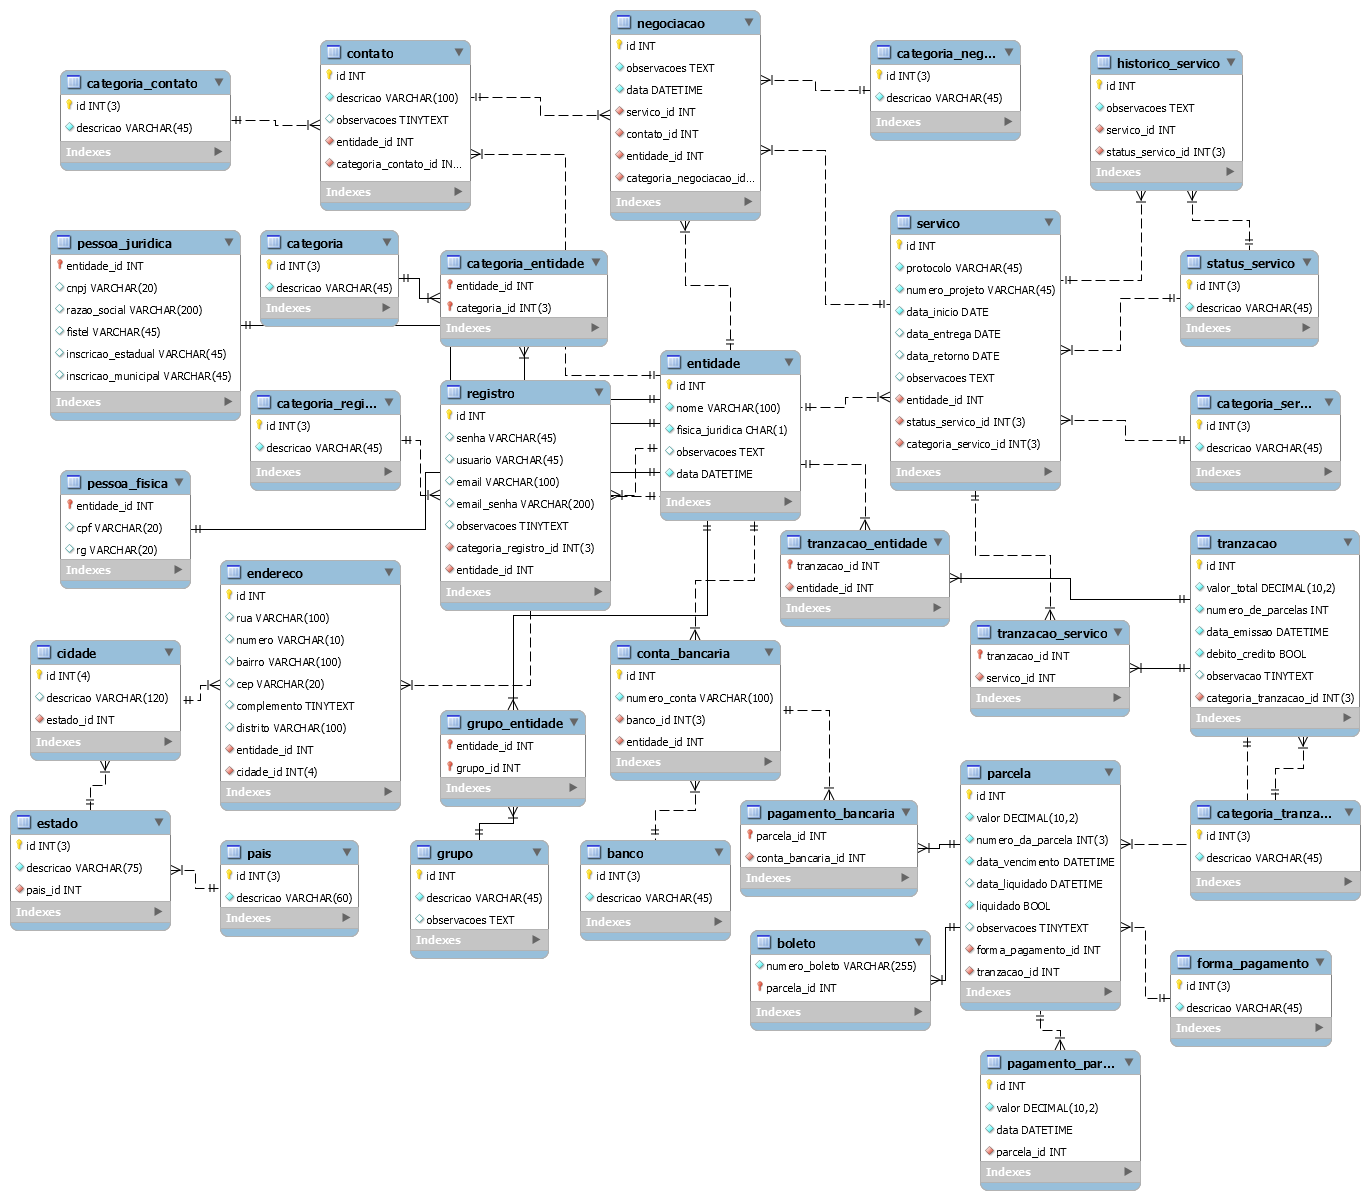 negociacao
id INT
observacoes TEXT
data DATETIME
servico_id INT
contato_id INT
entidade_id INT
categoria_negociacao_id...
Indexes
contato
id INT
descricao VARCHAR(100)
observacoes TINYTEXT
entidade_id INT
categoria_contato_id IN...
Indexes
categoria_neg...
id INT(3)
descricao VARCHAR(45)
Indexes
historico_servico
id INT
observacoes TEXT
servico_id INT
status_servico_id INT(3)
Indexes
categoria_contato
id INT(3)
descricao VARCHAR(45)
Indexes
pessoa_juridica
entidade_id INT
cnpj VARCHAR(20)
razao_social VARCHAR(200)
fistel VARCHAR(45)
inscricao_estadual VARCHAR(45)
inscricao_municipal VARCHAR(45)
Indexes
categoria
id INT(3)
descricao VARCHAR(45)
Indexes
categoria_entidade
entidade_id INT
categoria_id INT(3)
Indexes
servico
id INT
protocolo VARCHAR(45)
numero_projeto VARCHAR(45)
data_inicio DATE
data_entrega DATE
data_retorno DATE
observacoes TEXT
entidade_id INT
status_servico_id INT(3)
categoria_servico_id INT(3)
Indexes
status_servico
id INT(3)
descricao VARCHAR(45)
Indexes
entidade
id INT
nome VARCHAR(100)
fisica_juridica CHAR(1)
observacoes TEXT
data DATETIME
Indexes
categoria_regi...
id INT(3)
descricao VARCHAR(45)
Indexes
registro
id INT
senha VARCHAR(45)
usuario VARCHAR(45)
email VARCHAR(100)
email_senha VARCHAR(200)
observacoes TINYTEXT
categoria_registro_id INT(3)
entidade_id INT
Indexes
categoria_ser...
id INT(3)
descricao VARCHAR(45)
Indexes
pessoa_fisica
entidade_id INT
cpf VARCHAR(20)
rg VARCHAR(20)
Indexes
endereco
id INT
rua VARCHAR(100)
numero VARCHAR(10)
bairro VARCHAR(100)
cep VARCHAR(20)
complemento TINYTEXT
distrito VARCHAR(100)
entidade_id INT
cidade_id INT(4)
Indexes
tranzacao_entidade
tranzacao_id INT
entidade_id INT
Indexes
tranzacao
id INT
valor_total DECIMAL(10,2)
numero_de_parcelas INT
data_emissao DATETIME
debito_credito BOOL
observacao TINYTEXT
categoria_tranzacao_id INT(3)
Indexes
tranzacao_servico
tranzacao_id INT
servico_id INT
Indexes
cidade
id INT(4)
descricao VARCHAR(120)
estado_id INT
Indexes
conta_bancaria
id INT
numero_conta VARCHAR(100)
banco_id INT(3)
entidade_id INT
Indexes
grupo_entidade
entidade_id INT
grupo_id INT
Indexes
parcela
id INT
valor DECIMAL(10,2)
numero_da_parcela INT(3)
data_vencimento DATETIME
data_liquidado DATETIME
liquidado BOOL
observacoes TINYTEXT
forma_pagamento_id INT
tranzacao_id INT
Indexes
pagamento_bancaria
parcela_id INT
conta_bancaria_id INT
Indexes
categoria_tranza...
id INT(3)
descricao VARCHAR(45)
Indexes
estado
id INT(3)
descricao VARCHAR(75)
pais_id INT
Indexes
pais
id INT(3)
descricao VARCHAR(60)
Indexes
grupo
id INT
descricao VARCHAR(45)
observacoes TEXT
Indexes
banco
id INT(3)
descricao VARCHAR(45)
Indexes
boleto
numero_boleto VARCHAR(255)
parcela_id INT
Indexes
forma_pagamento
id INT(3)
descricao VARCHAR(45)
Indexes
pagamento_par...
id INT
valor DECIMAL(10,2)
data DATETIME
parcela_id INT
Indexes